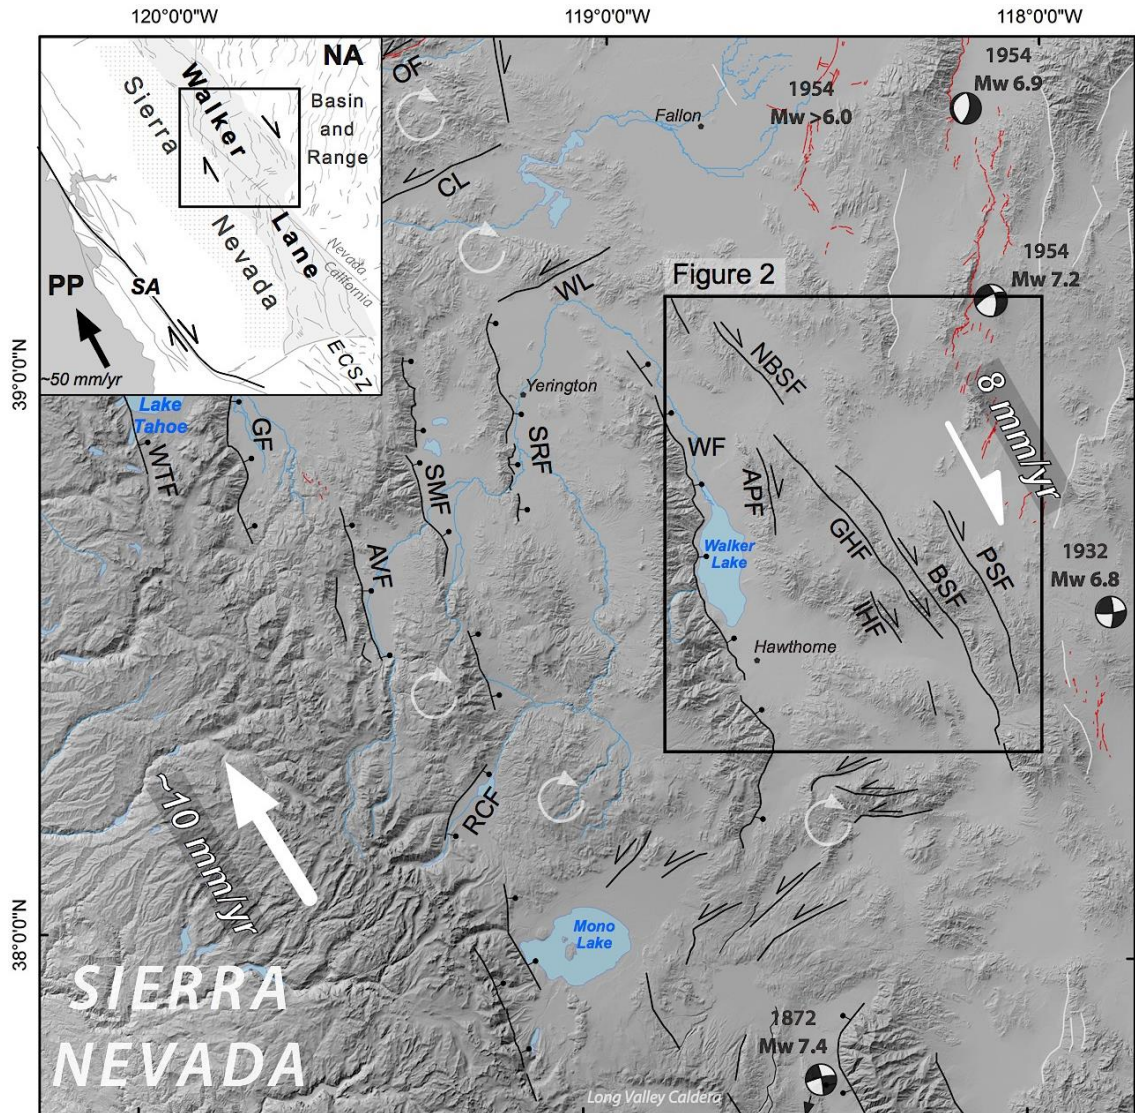 120°0'0"W
119°0'0"W
118°0'0"W
39°0'0"N
38°0'0"N
NA
Walker
Lane
Sierra
Nevada
Basin
and
Range
Nevada
California
PP
SA
ECSZ
~50 mm/yr
OF
CL
WL
Fallon
1954
Mw >6.0
1954
Mw 6.9
1954
Mw 7.2
Figure 2
NBSF
8 mm/yr
Yerington
Lake
Tahoe
WTF
GF
SMF
SRF
WF
APF
GHF
BSF
PSF
IHF
AVF
Walker
Lake
1932
Mw 6.8
Hawthorne
RCF
~10 mm/yr
Mono
Lake
SIERRA
NEVADA
1872
Mw 7.4
Long Valley Caldera